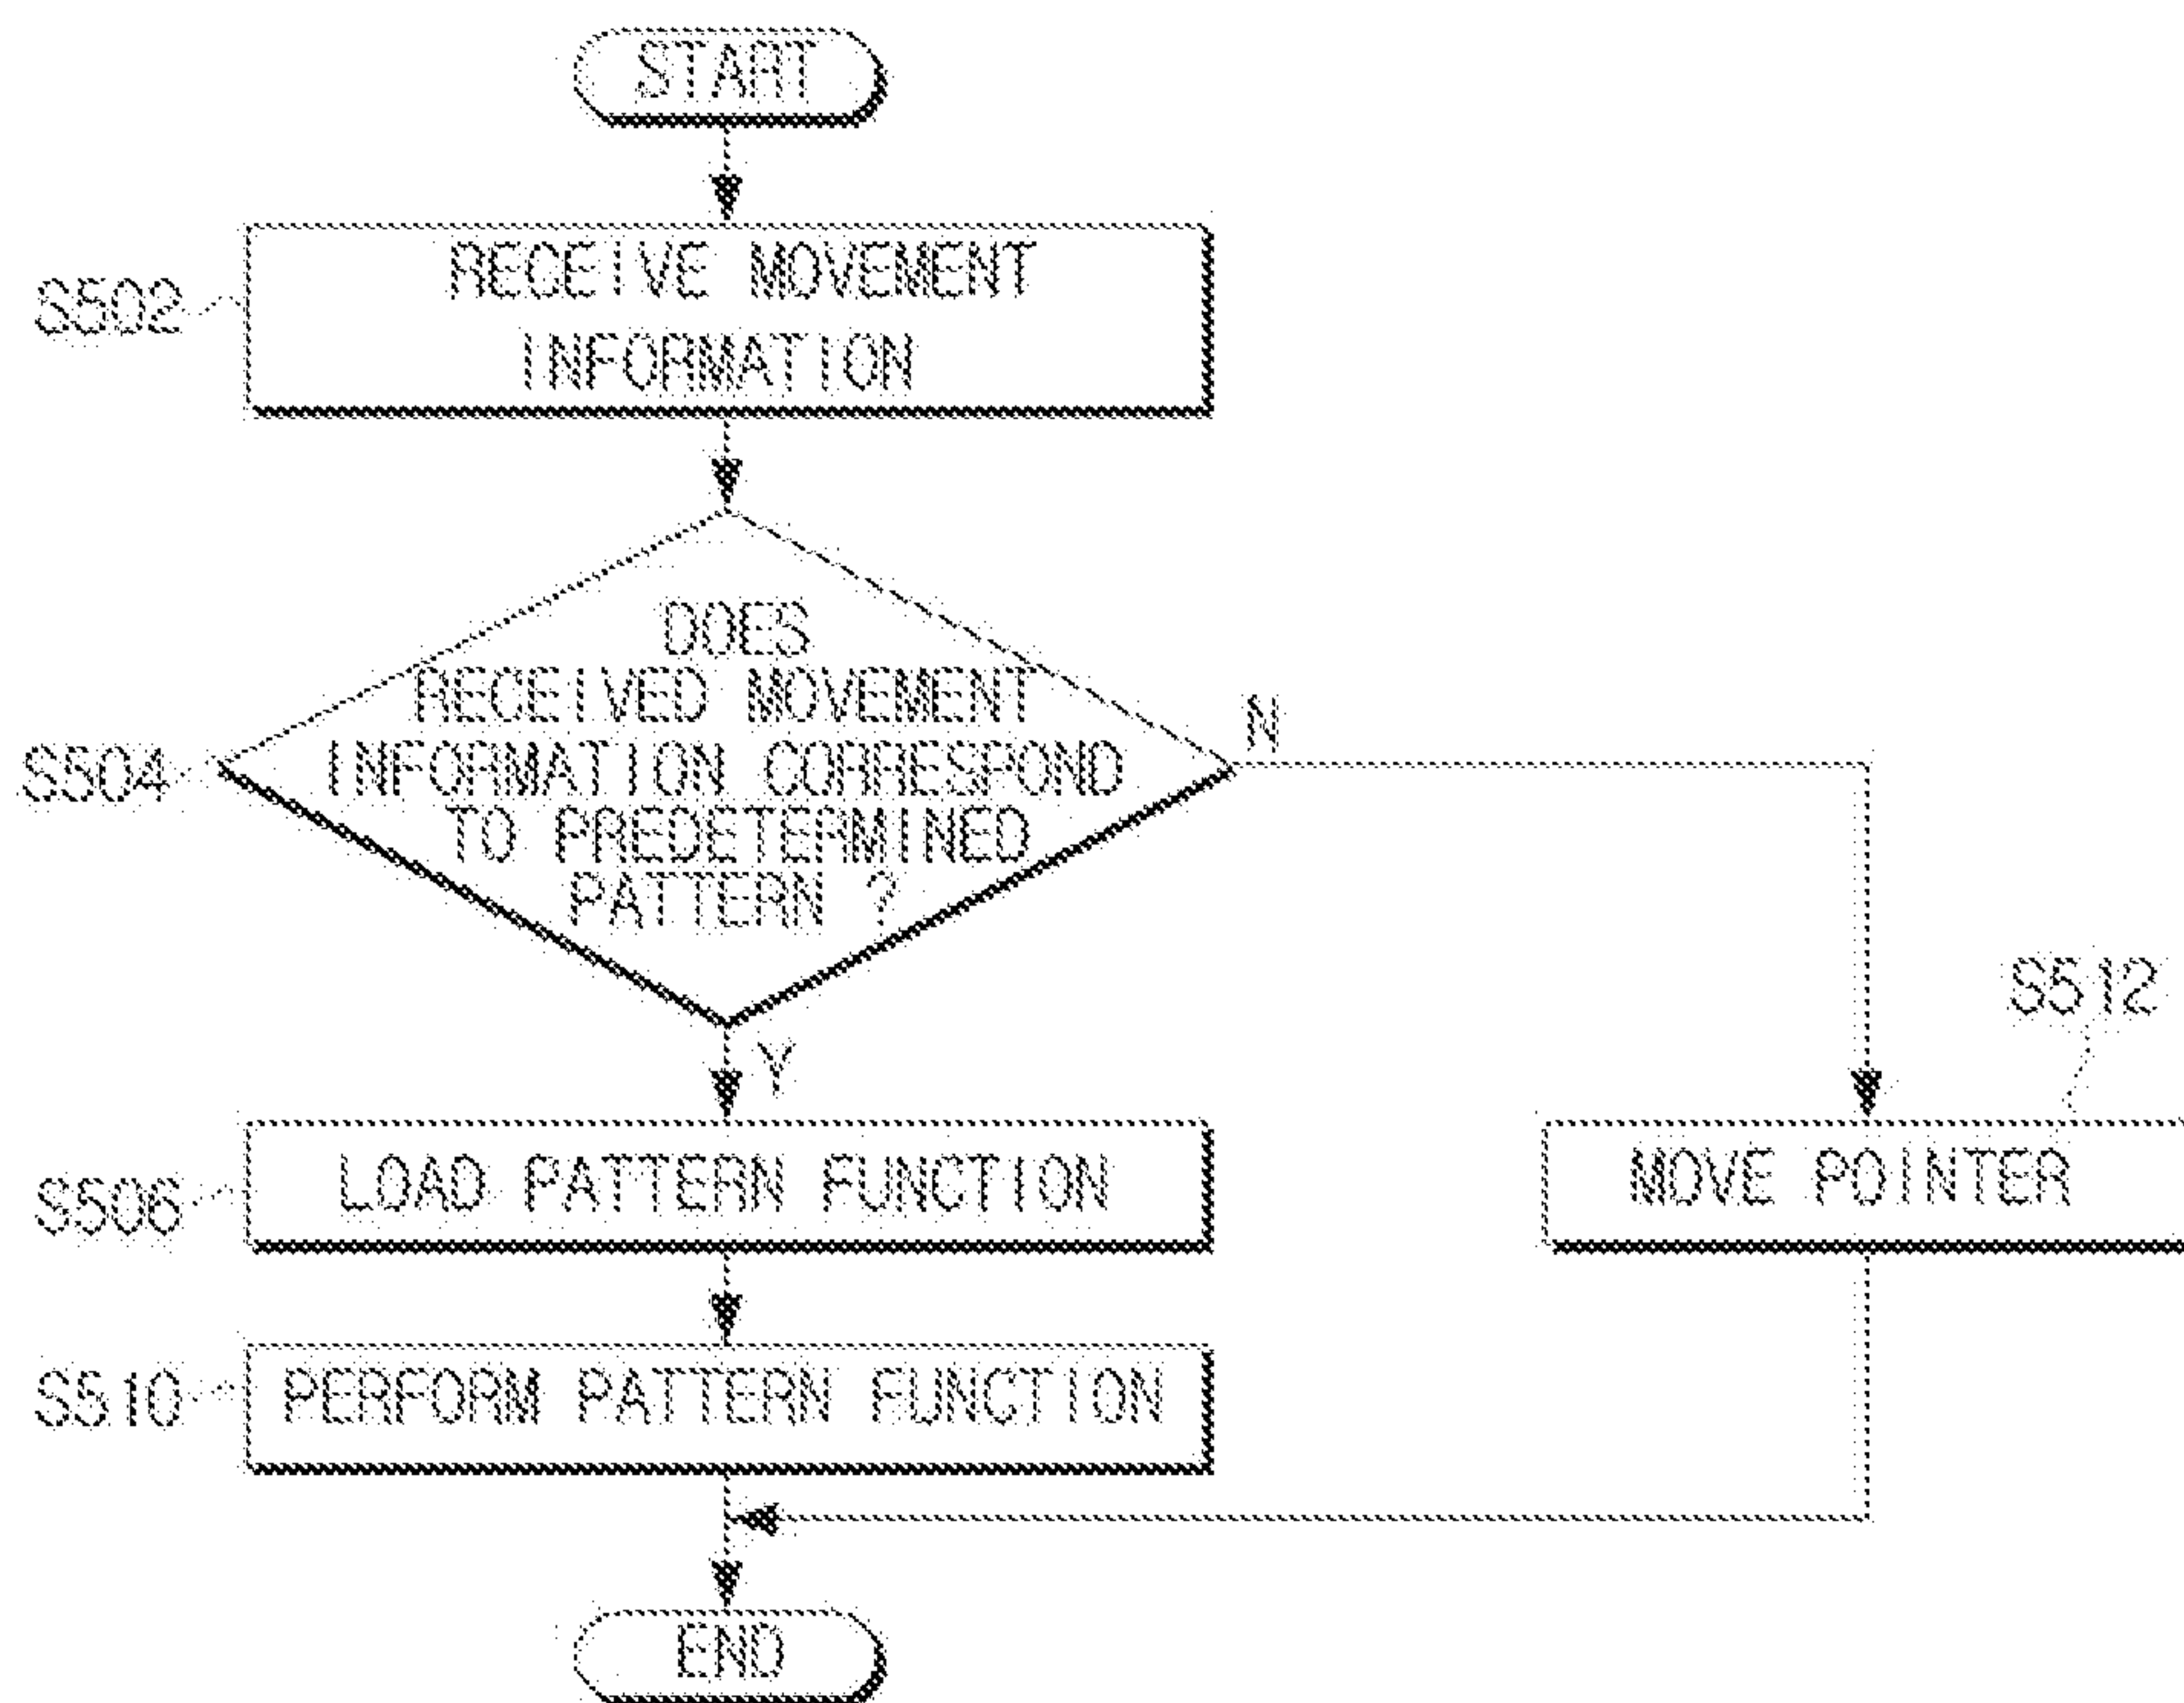 START
S502
RECEIVE MOVEMENT
INFORMATION
S504
DOES
RECEIVED MOVEMENT
INFORMATION CORRESPOND
TO PREDETERMINED
PATTERN ?
N
Y
S512
S506
LOAD PATTERN FUNCTION
MOVE POINTER
S510
PERFORM PATTERN FUNCTION
END